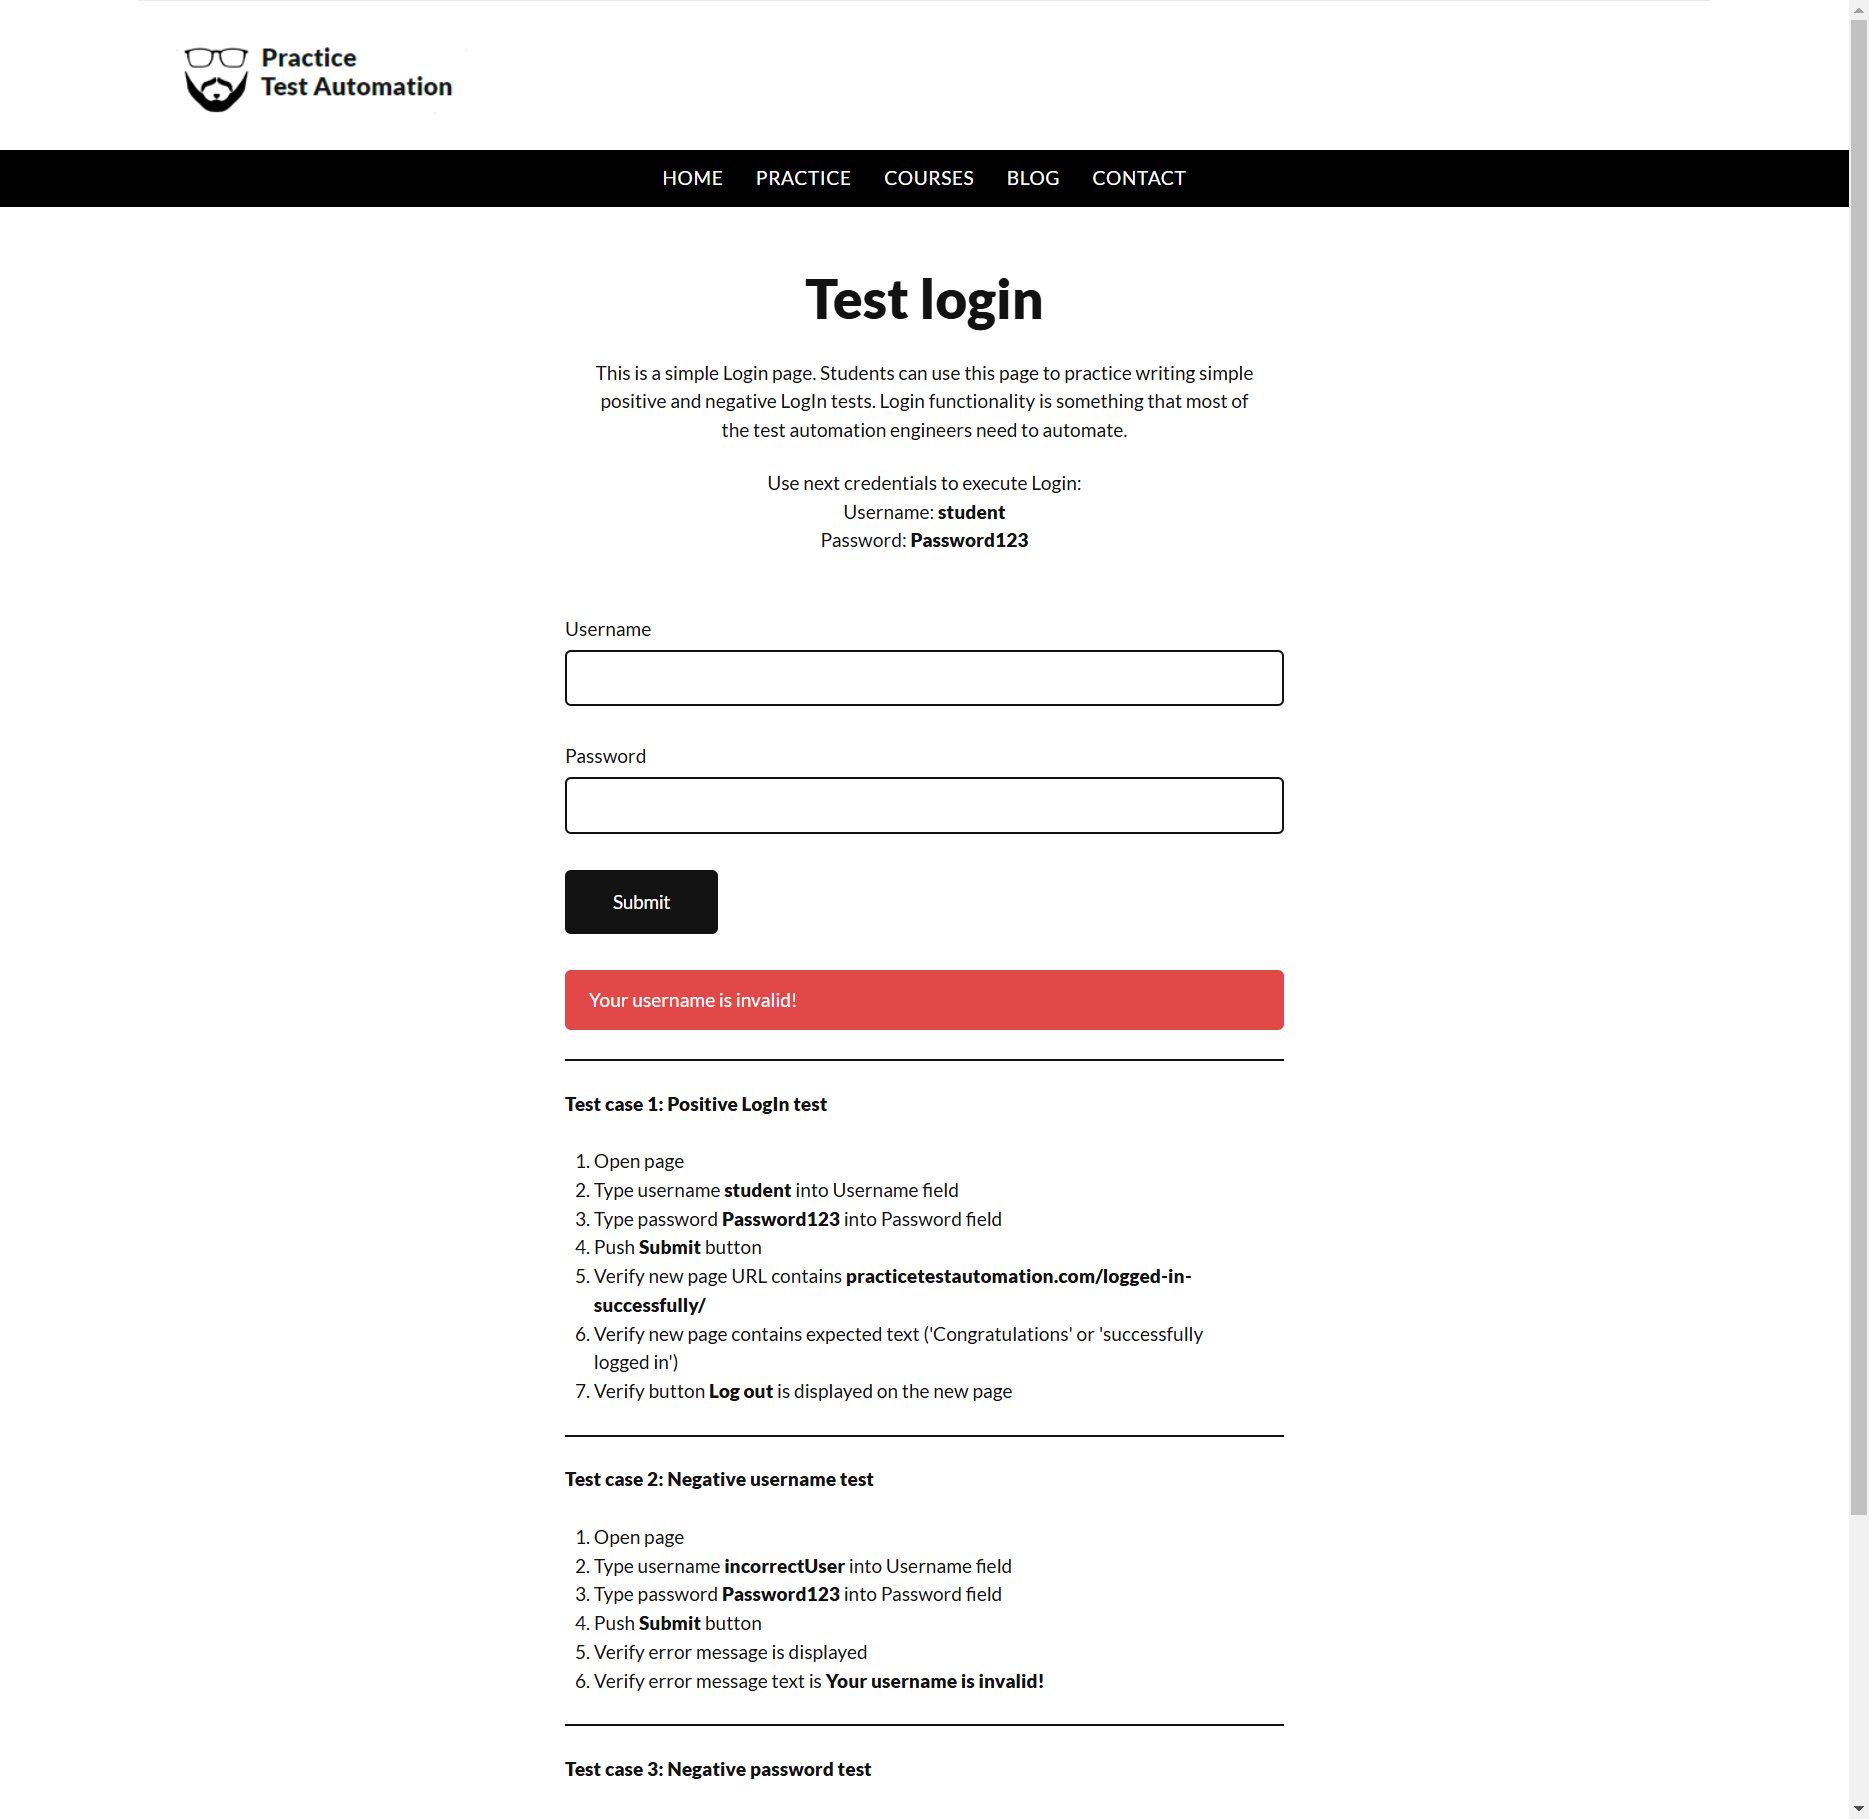 Practice
Test Automation
HOME PRACTICE COURSES BLOG CONTACT
Test login
This is a simple Login page. Students can use this page to practice writing simple
positive and negative LogIn tests. Login functionality is something that most of
the test automation engineers need to automate.
Use next credentials to execute Login:
Username: student
Password: Password123
Username
Password
Submit
Your username is invalid!
Test case 1: Positive LogIn test
1. Open page
2. Type username student into Username field
3. Type password Password123 into Password field
4. Push Submit button
5. Verify new page URL contains practicetestautomation.com/logged-in-
successfully/
6. Verify new page contains expected text ('Congratulations' or 'successfully
logged in')
7. Verify button Log out is displayed on the new page
Test case 2: Negative username test
1. Open page
2. Type username incorrectUser into Username field
3. Type password Password123 into Password field
4. Push Submit button
5. Verify error message is displayed
6. Verify error message text is Your username is invalid!
Test case 3: Negative password test